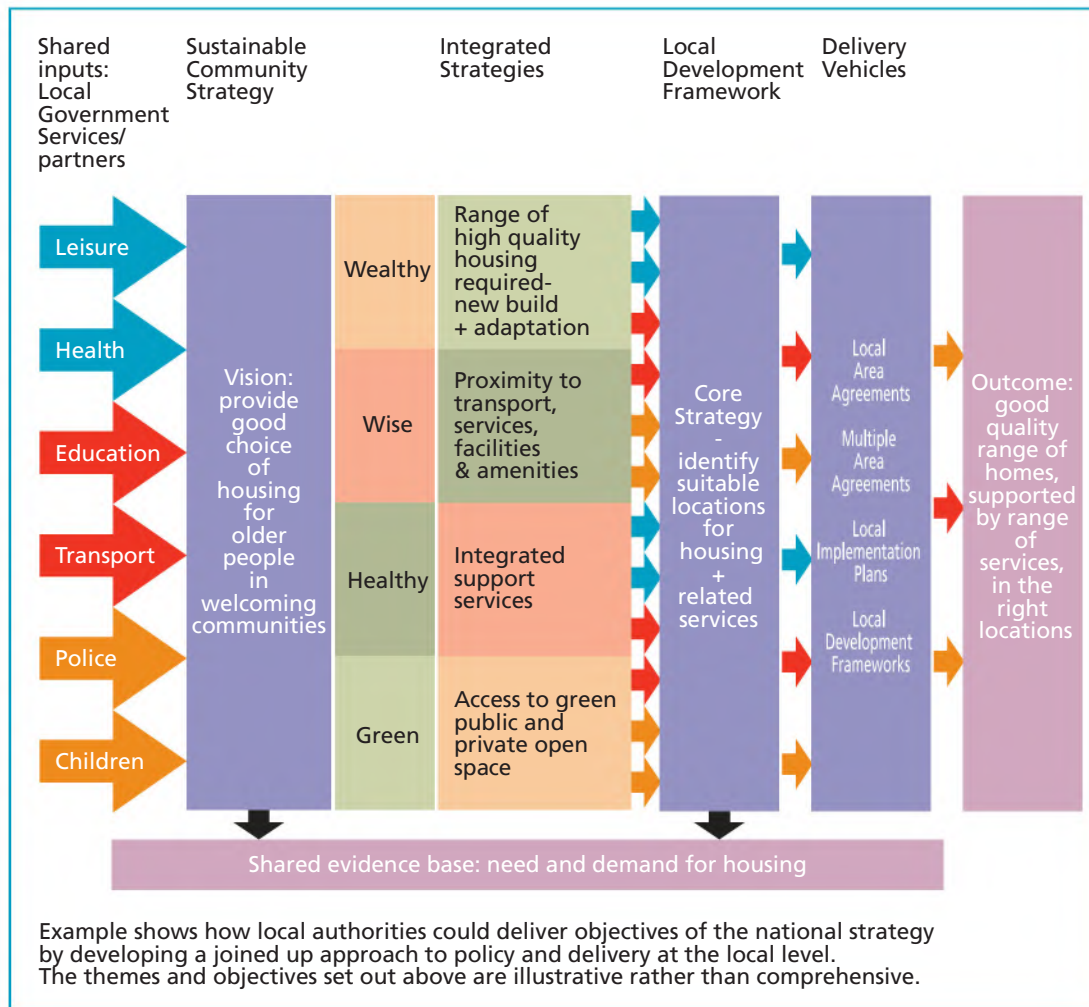 Shared
inputs:
Local
Government
Services/
partners
Sustainable
Community
Strategy
Integrated
Strategies
Local
Development
Framework
Delivery
Vehicles
Leisure
Health
Education
Transport
Police
Children
Vision:
provide
good
choice
of
housing
for
older
people
in
welcoming
communities
Wealthy
Wise
Healthy
Green
Range of
high quality
housing
required-
new build
+ adaptation
Proximity to
transport,
services,
facilities
& amenities
Integrated
support
services
Access to green
public and
private open
space
Core
Strategy
-
identify
suitable
locations
for
housing
+
related
services
Local
Area
Agreements
Multiple
Area
Agreements
Local
Implementation
Plans
Local
Development
Frameworks
Outcome:
good
quality
range of
homes,
supported
by range
of
services,
in the
right
locations
Shared evidence base: need and demand for housing
Example shows how local authorities could deliver objectives of the national strategy
by developing a joined up approach to policy and delivery at the local level.
The themes and objectives set out above are illustrative rather than comprehensive.